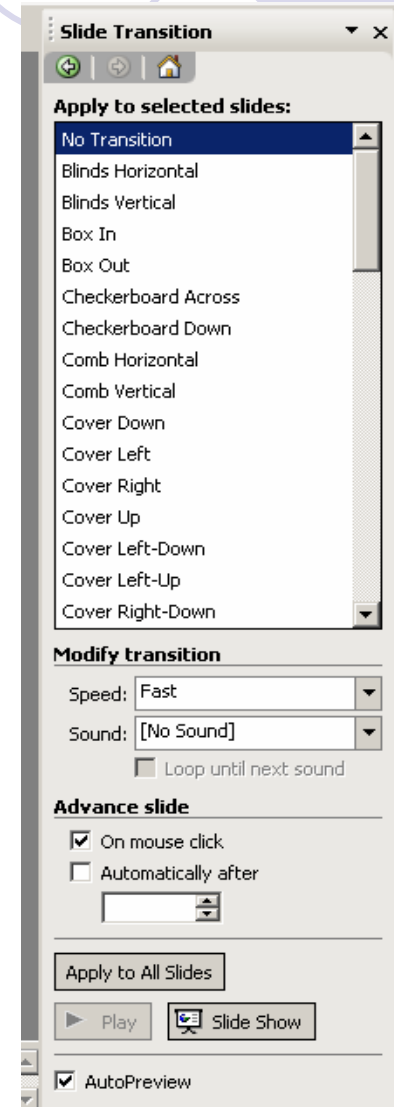 Slide Transition
Apply to selected slides:
No Transition
Blinds Horizontal
Blinds Vertical
Box In
Box Out
Checkerboard Across
Checkerboard Down
Comb Horizontal
Comb Vertical
Cover Down
Cover Left
Cover Right
Cover Up
Cover Left-Down
Cover Left-Up
Cover Right-Down
Modify transition
Speed: Fast
Sound: [No Sound]
Loop until next sound
Advance slide
On mouse click
Automatically after
Apply to All Slides
Play Slide Show
AutoPreview